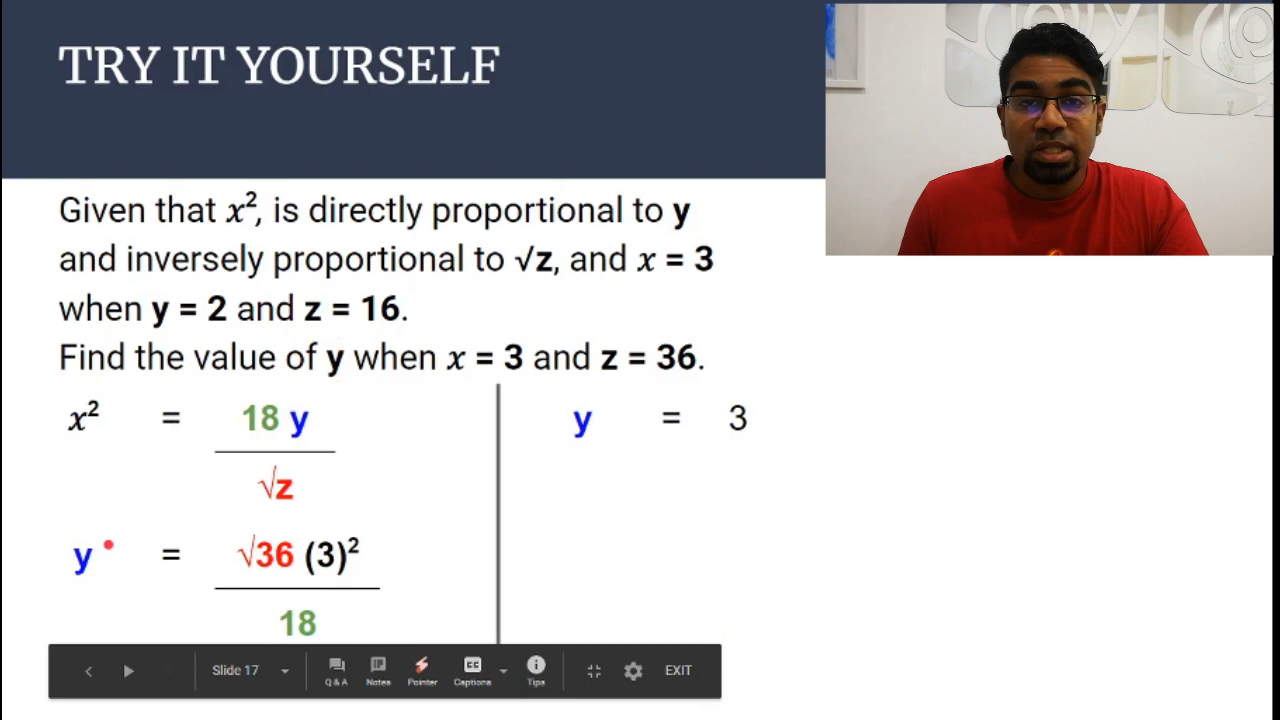 TRY IT YOURSELF
Given that x², is directly proportional to y
and inversely proportional to √z, and x = 3
when y = 2 and z = 16.
Find the value of y when x = 3 and z = 36.
x² = 18 y
√z
y = √36 (3)²
18
y = 3
Slide 17
Q & A
Notes
Pointer
CC
Captions
Tips
EXIT